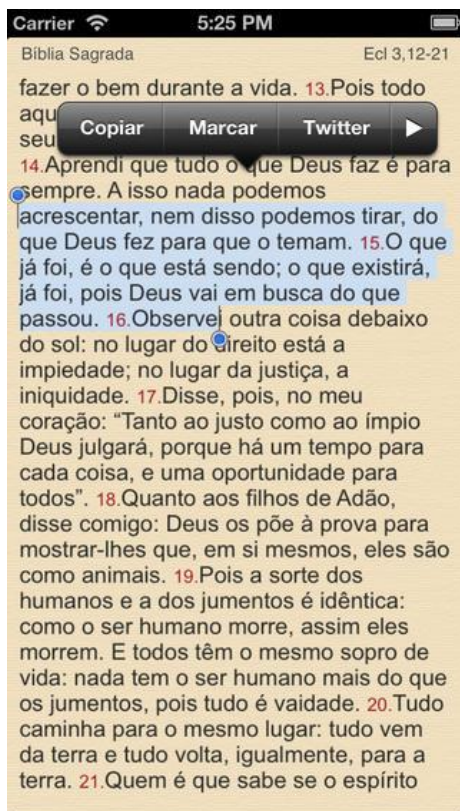 Carrier 5:25 PM
Bíblia Sagrada Ecl 3,12-21
fazer o bem durante a vida. 13.Pois todo
aqu
Copiar Marcar Twitter
seu
14.Aprendi que tudo o que Deus faz é para
sempre. A isso nada podemos
acrescentar, nem disso podemos tirar, do
que Deus fez para que o temam. 15.O que
já foi, é o que está sendo; o que existirá,
já foi, pois Deus vai em busca do que
passou. 16.Observei outra coisa debaixo
do sol: no lugar do direito está a
impiedade; no lugar da justiça, a
iniquidade. 17.Disse, pois, no meu
coração: “Tanto ao justo como ao ímpio
Deus julgará, porque há um tempo para
cada coisa, e uma oportunidade para
todos”. 18.Quanto aos filhos de Adão,
disse comigo: Deus os põe à prova para
mostrar-lhes que, em si mesmos, eles são
como animais. 19.Pois a sorte dos
humanos e a dos jumentos é idêntica:
como o ser humano morre, assim eles
morrem. E todos têm o mesmo sopro de
vida: nada tem o ser humano mais do que
os jumentos, pois tudo é vaidade. 20.Tudo
caminha para o mesmo lugar: tudo vem
da terra e tudo volta, igualmente, para a
terra. 21.Quem é que sabe se o espírito